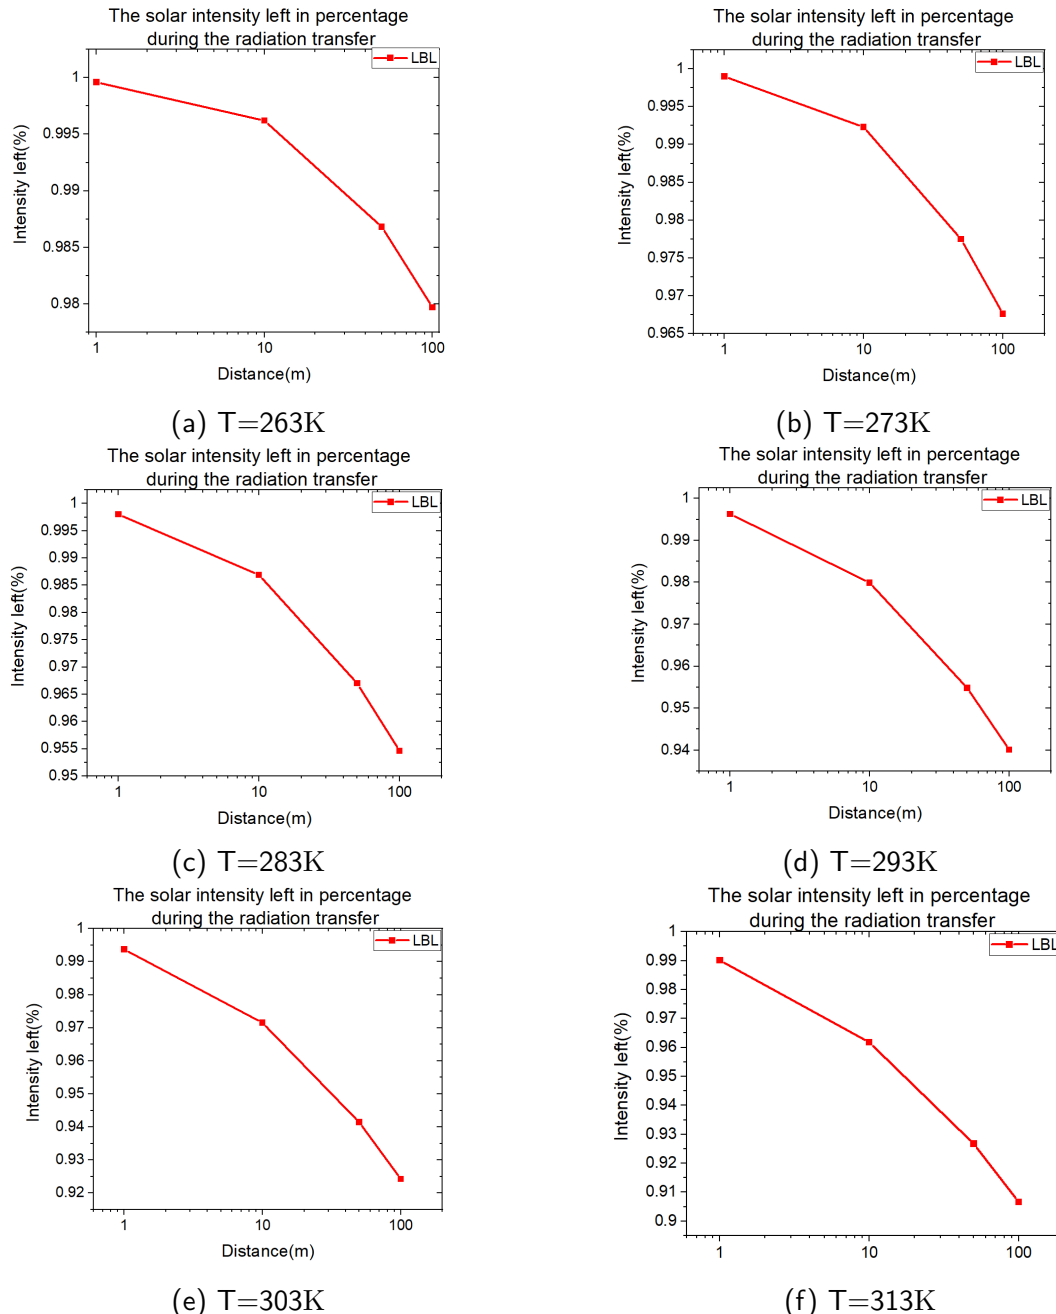 The solar intensity left in percentage
during the radiation transfer
LBL
1
0.995
0.99
0.985
0.98
Intensity left(%)
1 10 100
Distance(m)
(a) T=263K
The solar intensity left in percentage
during the radiation transfer
LBL
1
0.995
0.99
0.985
0.98
0.975
0.97
0.965
Intensity left(%)
1 10 100
Distance(m)
(b) T=273K
The solar intensity left in percentage
during the radiation transfer
LBL
1
0.995
0.99
0.985
0.98
0.975
0.97
0.965
0.96
0.955
0.95
Intensity left(%)
1 10 100
Distance(m)
(c) T=283K
The solar intensity left in percentage
during the radiation transfer
LBL
1
0.99
0.98
0.97
0.96
0.95
0.94
Intensity left(%)
1 10 100
Distance(m)
(d) T=293K
The solar intensity left in percentage
during the radiation transfer
LBL
1
0.99
0.98
0.97
0.96
0.95
0.94
0.93
0.92
Intensity left(%)
1 10 100
Distance(m)
(e) T=303K
The solar intensity left in percentage
during the radiation transfer
LBL
1
0.99
0.98
0.97
0.96
0.95
0.94
0.93
0.92
0.91
0.9
Intensity left(%)
1 10 100
(f) T=313K